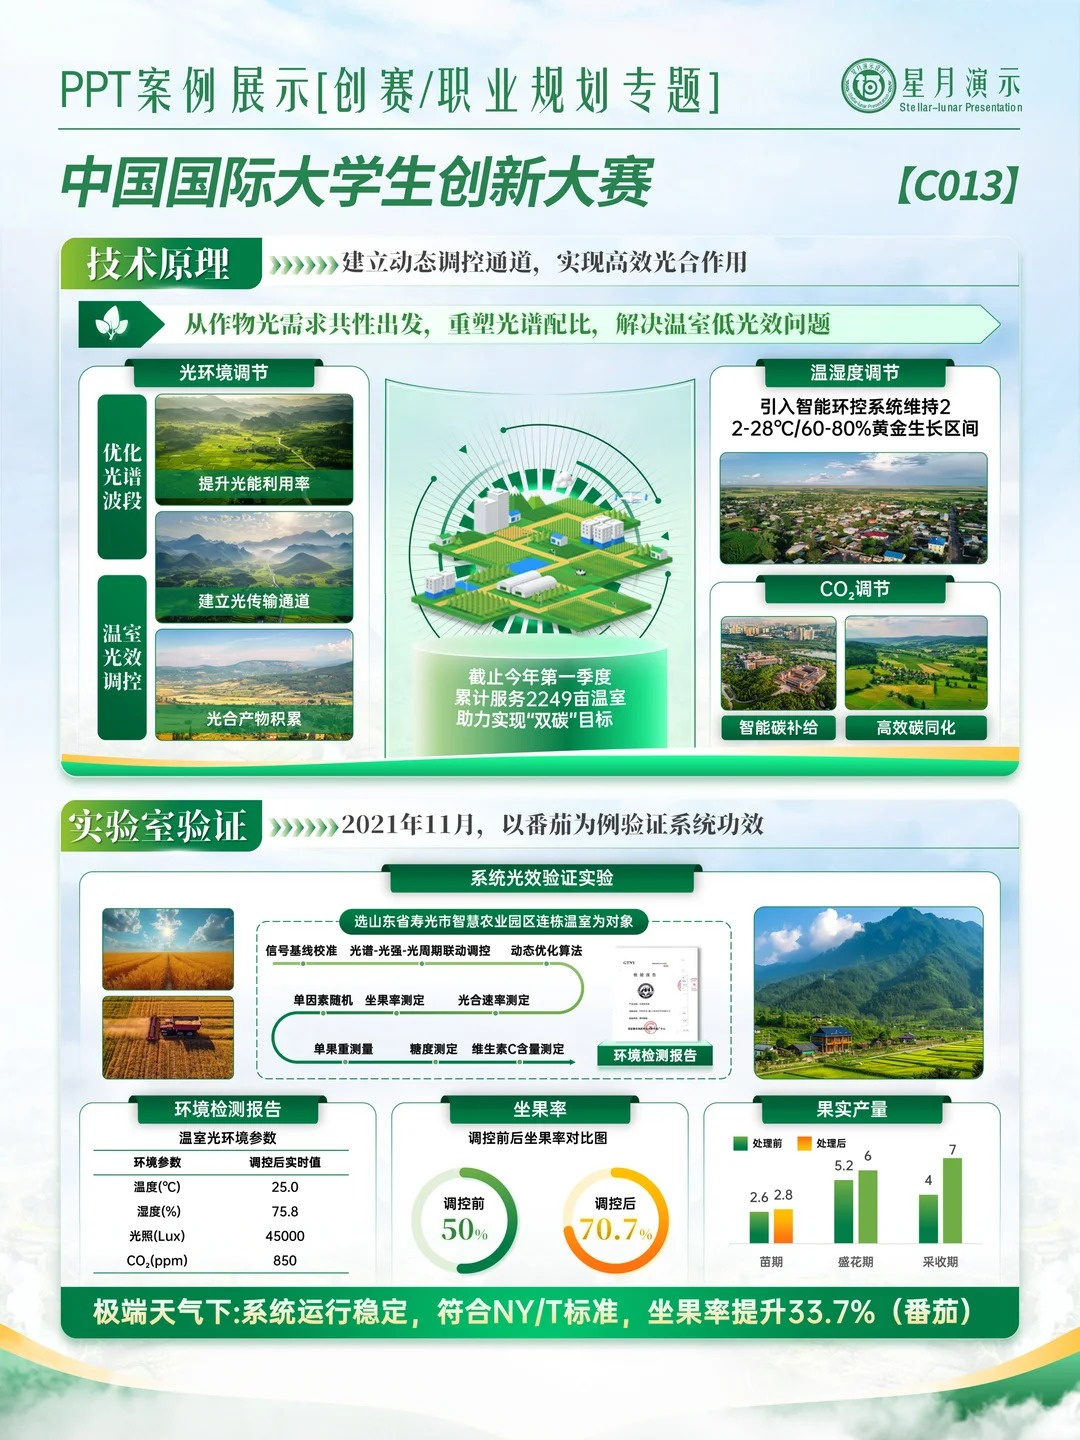 PPT案例展示[创赛/职业规划专题]
星月演示
Stellar-lunar Presentation
中国国际大学生创新大赛
【C013】
技术原理
建立动态调控通道，实现高效光合作用
从作物光需求共性出发，重塑光谱配比，解决温室低光效问题
光环境调节
优化
光谱
波段
提升光能利用率
建立光传输通道
温室
光效
调控
光合产物积累
截止今年第一季度
累计服务2249亩温室
助力实现“双碳”目标
温湿度调节
引入智能环控系统维持2
2-28℃/60-80%黄金生长区间
CO₂调节
智能碳补给
高效碳同化
实验室验证
2021年11月，以番茄为例验证系统功效
系统光效验证实验
选山东省寿光市智慧农业园区连栋温室为对象
信号基线校准 光谱-光强-光周期联动调控 动态优化算法
单因素随机 坐果率测定 光合速率测定
单果重测量 糖度测定 维生素C含量测定
环境检测报告
环境检测报告
温室光环境参数
环境参数 调控后实时值
温度(℃) 25.0
湿度(%) 75.8
光照(Lux) 45000
CO₂(ppm) 850
坐果率
调控前后坐果率对比图
调控前
50%
调控后
70.7%
果实产量
处理前 处理后
2.6 2.8
5.2 6
4 7
苗期 盛花期 采收期
极端天气下:系统运行稳定，符合NY/T标准，坐果率提升33.7%（番茄）